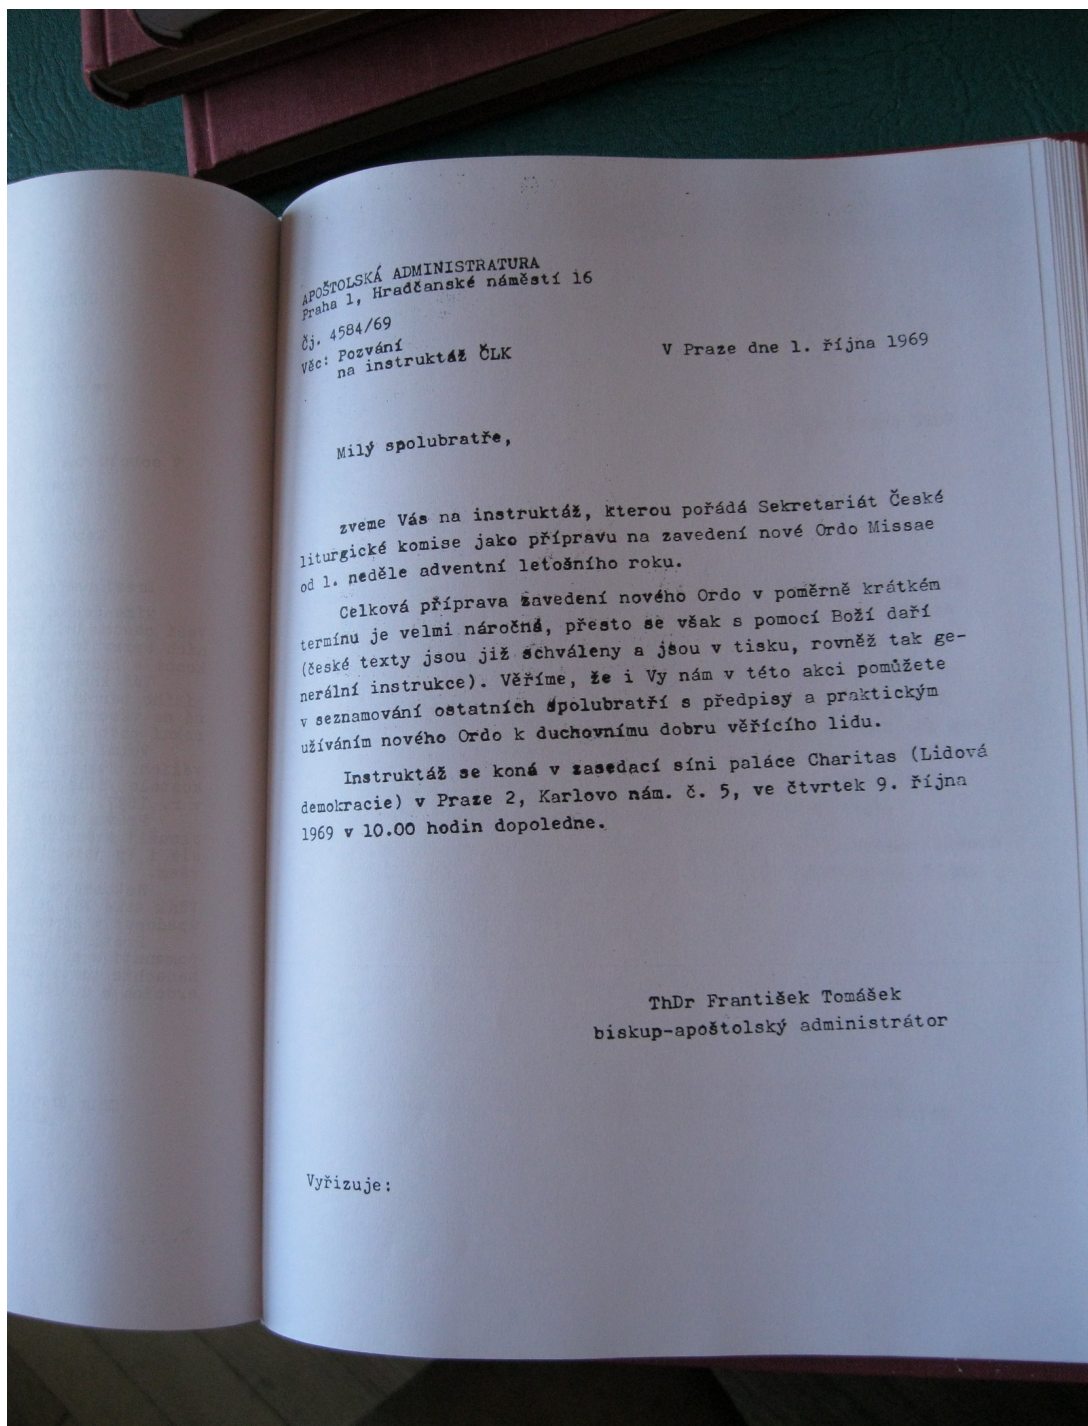 APOŠTOLSKÁ ADMINISTRATURA
Praha 1, Hradčanské náměstí 16
Čj. 4584/69
Věc: Pozvání
na instruktáž ČLK
V Praze dne 1. října 1969
Milý spolubratře,
zveme Vás na instruktáž, kterou pořádá Sekretariát České
liturgické komise jako přípravu na zavedení nové Ordo Missae
od 1. neděle adventní letošního roku.
Celková příprava zavedení nového Ordo v poměrně krátkém
termínu je velmi náročná, přesto se však s pomocí Boží daří
(české texty jsou již schváleny a jsou v tisku, rovněž tak ge-
nerální instrukce). Věříme, že i Vy nám v této akci pomůžete
v seznamování ostatních spolubratří s předpisy a praktickým
užíváním nového Ordo k duchovnímu dobru věřícího lidu.
Instruktáž se koná v zasedací síni paláce Charitas (Lidová
demokracie) v Praze 2, Karlovo nám. č. 5, ve čtvrtek 9. října
1969 v 10.00 hodin dopoledne.
ThDr František Tomášek
biskup-apoštolský administrátor
Vyřizuje: